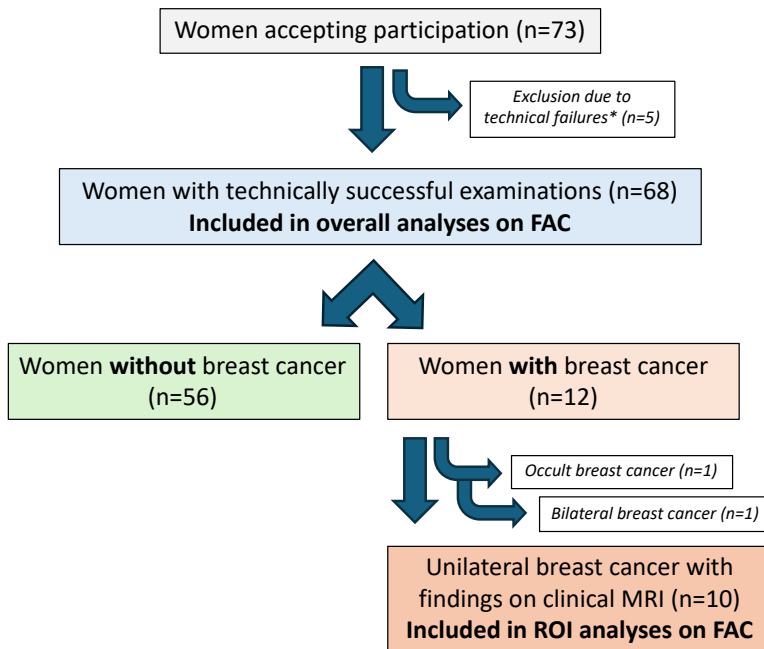 Women accepting participation (n=73)
Exclusion due to
technical failures* (n=5)
Women with technically successful examinations (n=68)
Included in overall analyses on FAC
Women without breast cancer
(n=56)
Women with breast cancer
(n=12)
Occult breast cancer (n=1)
Bilateral breast cancer (n=1)
Unilateral breast cancer with
findings on clinical MRI (n=10)
Included in ROI analyses on FAC